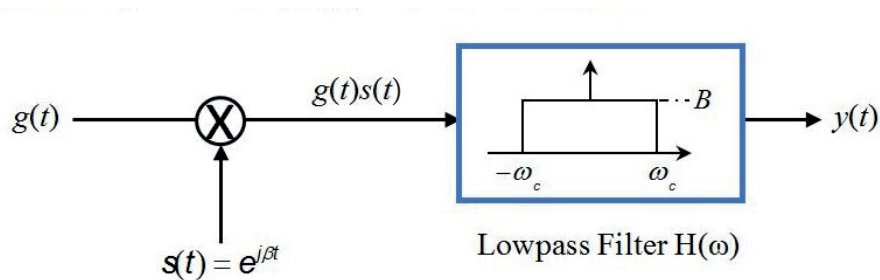 g(t)
X
g(t)s(t)
B
y(t)
−ω_c
ω_c
s(t) = e^{jβt}
Lowpass Filter H(ω)